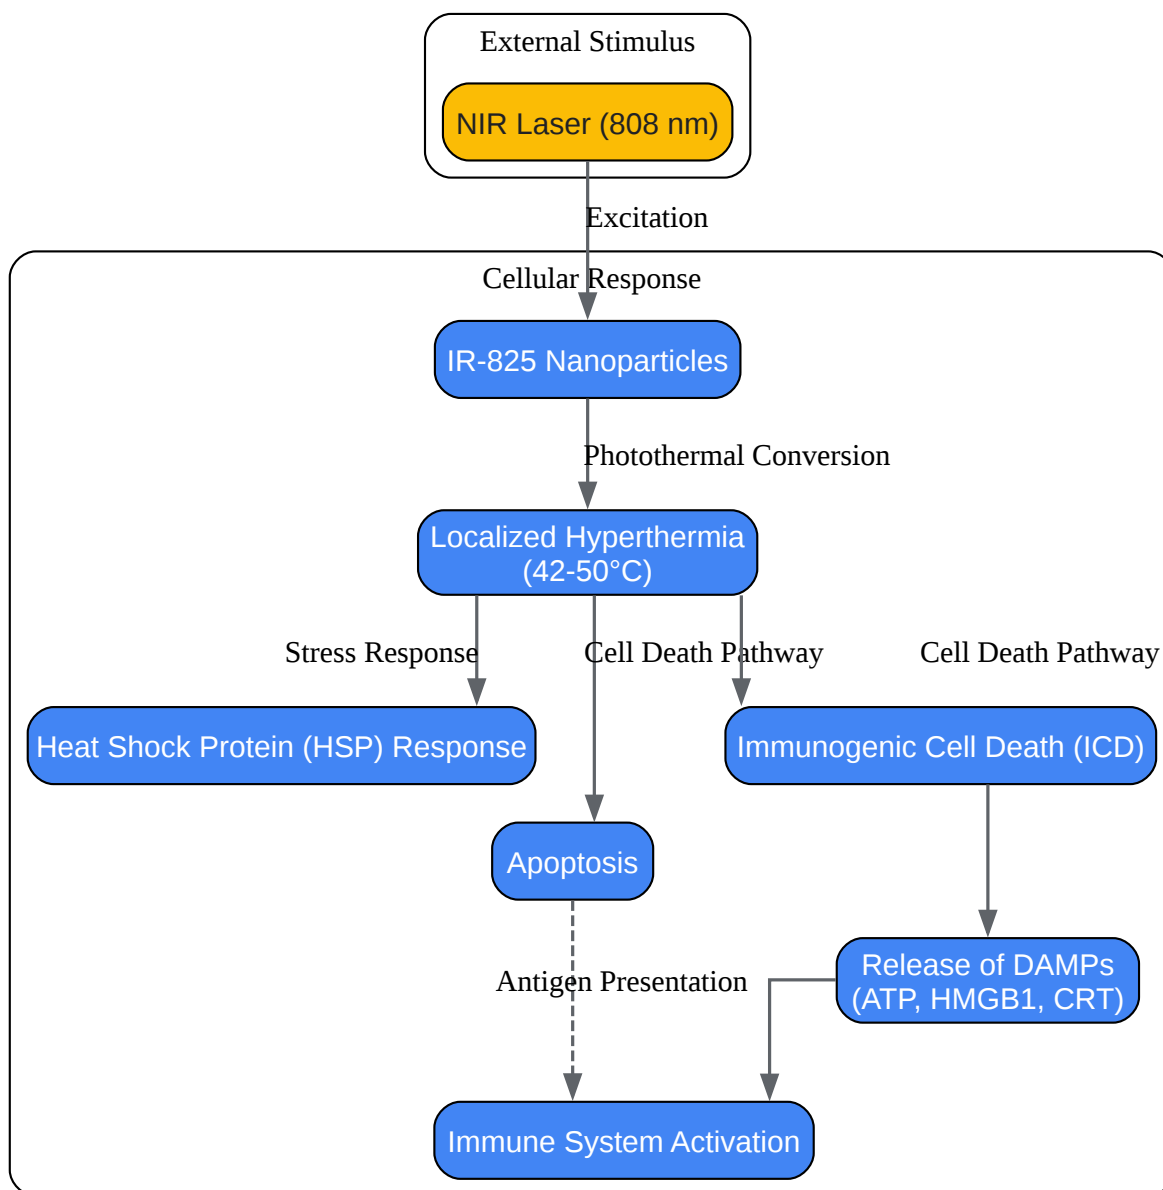 External Stimulus
NIR Laser (808 nm)
Excitation
Cellular Response
IR-825 Nanoparticles
Photothermal Conversion
Localized Hyperthermia
(42-50°C)
Stress Response
Cell Death Pathway
Cell Death Pathway
Heat Shock Protein (HSP) Response
Immunogenic Cell Death (ICD)
Apoptosis
Antigen Presentation
Release of DAMPs
(ATP, HMGB1, CRT)
Immune System Activation